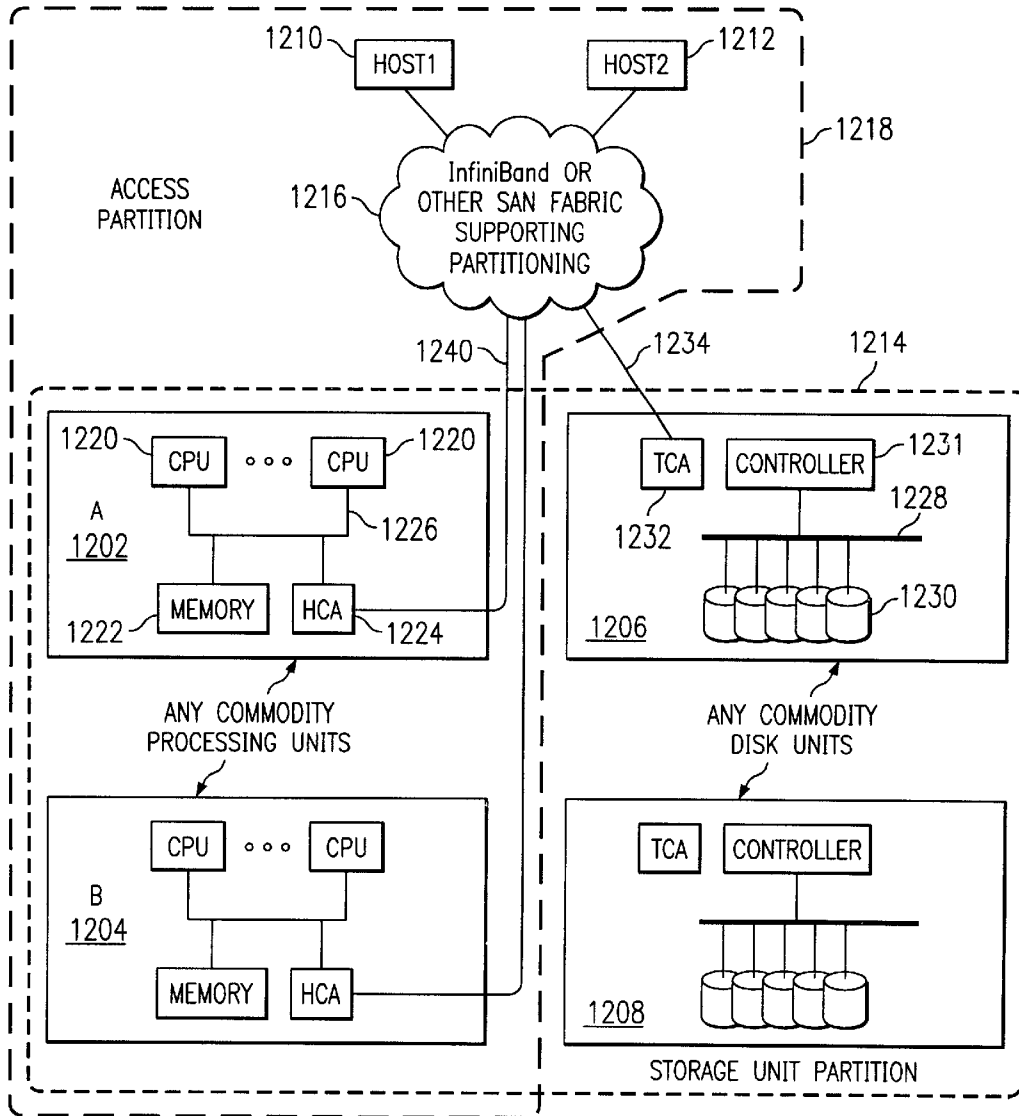 1210
HOST1
HOST2
1212
1218
ACCESS
PARTITION
1216
InfiniBand OR
OTHER SAN FABRIC
SUPPORTING
PARTITIONING
1240
1234
1214
1220
CPU
CPU
1220
A
1202
1226
MEMORY
HCA
1222
1224
TCA
CONTROLLER
1231
1232
1228
1230
1206
ANY COMMODITY
PROCESSING UNITS
ANY COMMODITY
DISK UNITS
CPU
CPU
B
1204
MEMORY
HCA
TCA
CONTROLLER
1208
STORAGE UNIT PARTITION